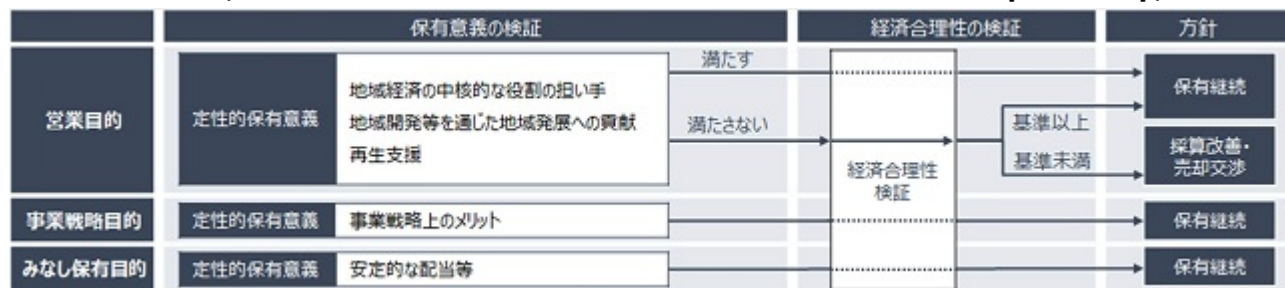 保有意義の検証
経済合理性の検証
方針
営業目的
定性的保有意義
地域経済の中核的な役割の担い手
地域開発等を通じた地域発展への貢献
再生支援
満たす
満たさない
経済合理性
検証
基準以上
基準未満
保有継続
採算改善・
売却交渉
事業戦略目的
定性的保有意義
事業戦略上のメリット
保有継続
みなし保有目的
定性的保有意義
安定的な配当等
保有継続